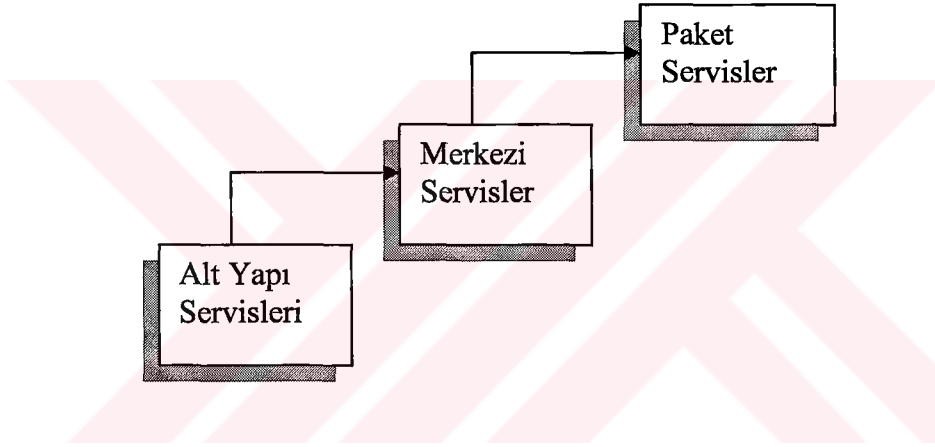 Paket
Servisler
Merkezi
Servisler
Alt Yapı
Servisleri